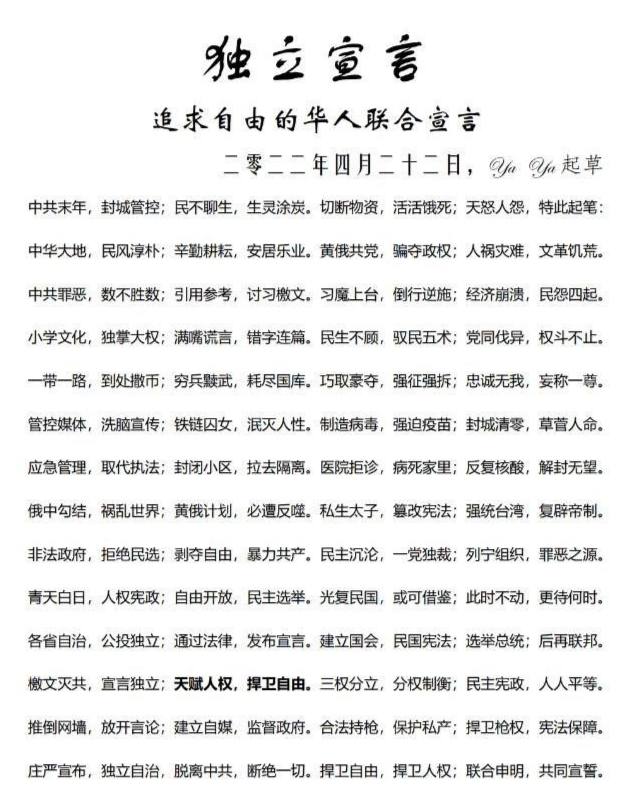 独立宣言
追求自由的华人联合宣言
二零二二年四月二十二日，Ya Ya 起草
中共末年，封城管控；民不聊生，生灵涂炭。切断物资，活活饿死；天怒人怨，特此起笔：
中华大地，民风淳朴；辛勤耕耘，安居乐业。黄俄共党，骗夺政权；人祸灾难，文革饥荒。
中共罪恶，数不胜数；引用参考，讨习檄文。习魔上台，倒行逆施；经济崩溃，民怨四起。
小学文化，独掌大权；满嘴谎言，错字连篇。民生不顾，驭民五术；党同伐异，权斗不止。
一带一路，到处撒币；穷兵黩武，耗尽国库。巧取豪夺，强征强拆；忠诚无我，妄称一尊。
管控媒体，洗脑宣传；铁链囚女，泯灭人性。制造病毒，强迫疫苗；封城清零，草菅人命。
应急管理，取代执法；封闭小区，拉去隔离。医院拒诊，病死家里；反复核酸，解封无望。
俄中勾结，祸乱世界；黄俄计划，必遭反噬。私生太子，篡改宪法；强统台湾，复辟帝制。
非法政府，拒绝民选；剥夺自由，暴力共产。民主沉沦，一党独裁；列宁组织，罪恶之源。
青天白日，人权宪政；自由开放，民主选举。光复民国，或可借鉴；此时不动，更待何时。
各省自治，公投独立；通过法律，发布宣言。建立国会，民国宪法；选举总统；后再联邦。
檄文灭共，宣言独立；天赋人权，捍卫自由。三权分立，分权制衡；民主宪政，人人平等。
推倒网墙，放开言论；建立自媒，监督政府。合法持枪，保护私产；捍卫枪权，宪法保障。
庄严宣布，独立自治，脱离中共，断绝一切。捍卫自由，捍卫人权；联合申明，共同宣誓。